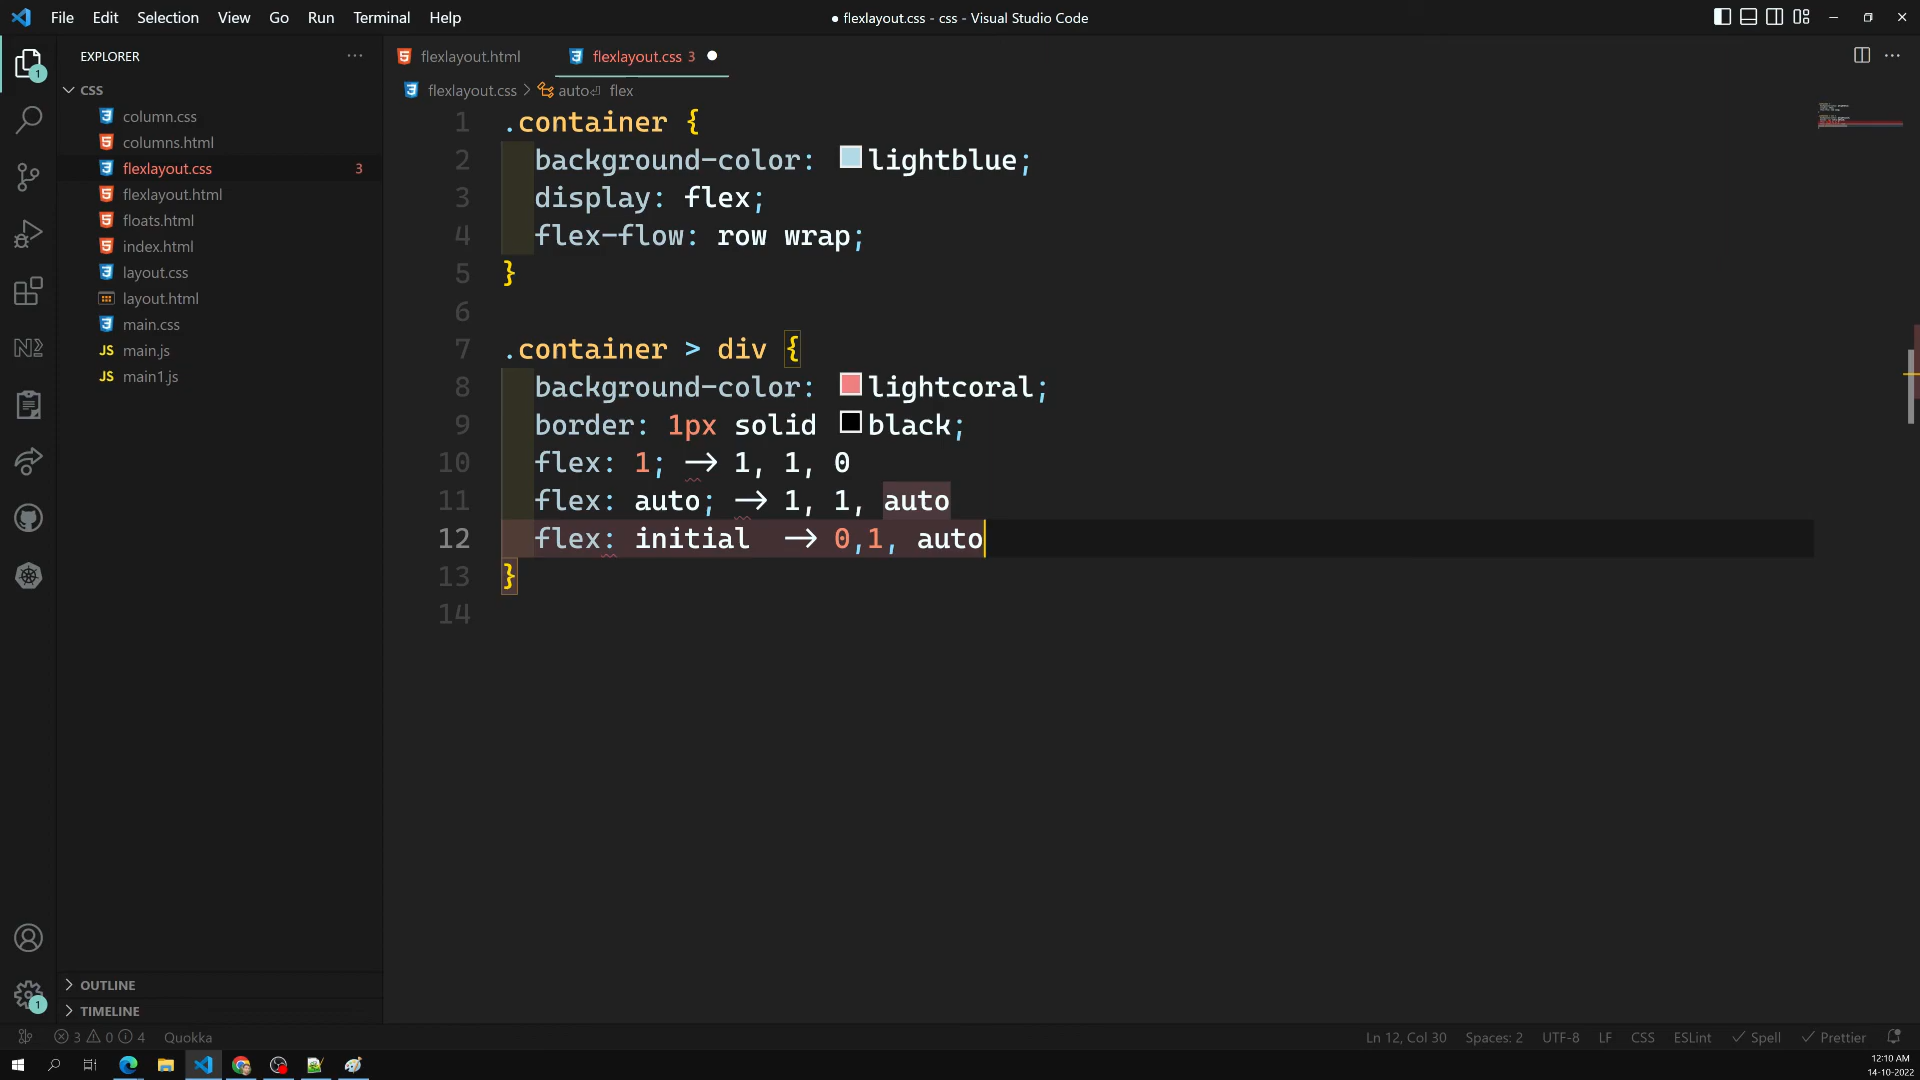 File Edit Selection View Go Run Terminal Help
● flexlayout.css - css - Visual Studio Code
EXPLORER
flexlayout.html
flexlayout.css 3
flexlayout.css > auto⏎ flex
CSS
column.css
columns.html
flexlayout.css 3
flexlayout.html
floats.html
index.html
layout.css
layout.html
main.css
JS main.js
JS main1.js
1 .container {
2 background-color: lightblue;
3 display: flex;
4 flex-flow: row wrap;
5 }
6
7 .container > div {
8 background-color: lightcoral;
9 border: 1px solid black;
10 flex: 1; -> 1, 1, 0
11 flex: auto; -> 1, 1, auto
12 flex: initial  -> 0,1, auto
13 }
14
1
OUTLINE
1
TIMELINE
3 0 4 Quokka
Ln 12, Col 30 Spaces: 2 UTF-8 LF CSS ESLint Spell Prettier
12:10 AM
14-10-2022